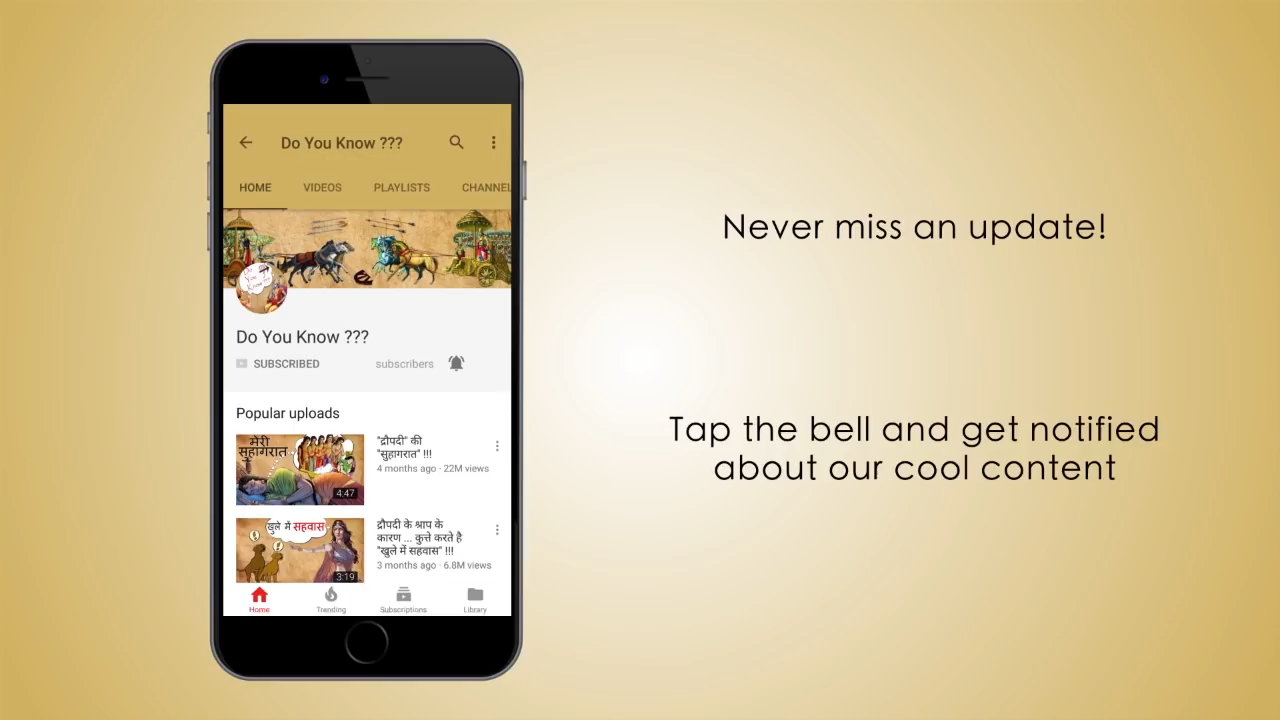 Do You Know ???
HOME VIDEOS PLAYLISTS CHANNEL
Do You Know ???
SUBSCRIBED subscribers
Popular uploads
मेरी
सुहागरात
4:47
"द्रौपदी" की
"सुहागरात" !!!
4 months ago · 22M views
खुले में सहवास
3:19
द्रौपदी के श्राप के
कारण ... कुत्ते करते है
"खुले में सहवास" !!!
3 months ago · 6.8M views
Home Trending Subscriptions Library
Never miss an update!
Tap the bell and get notified
about our cool content